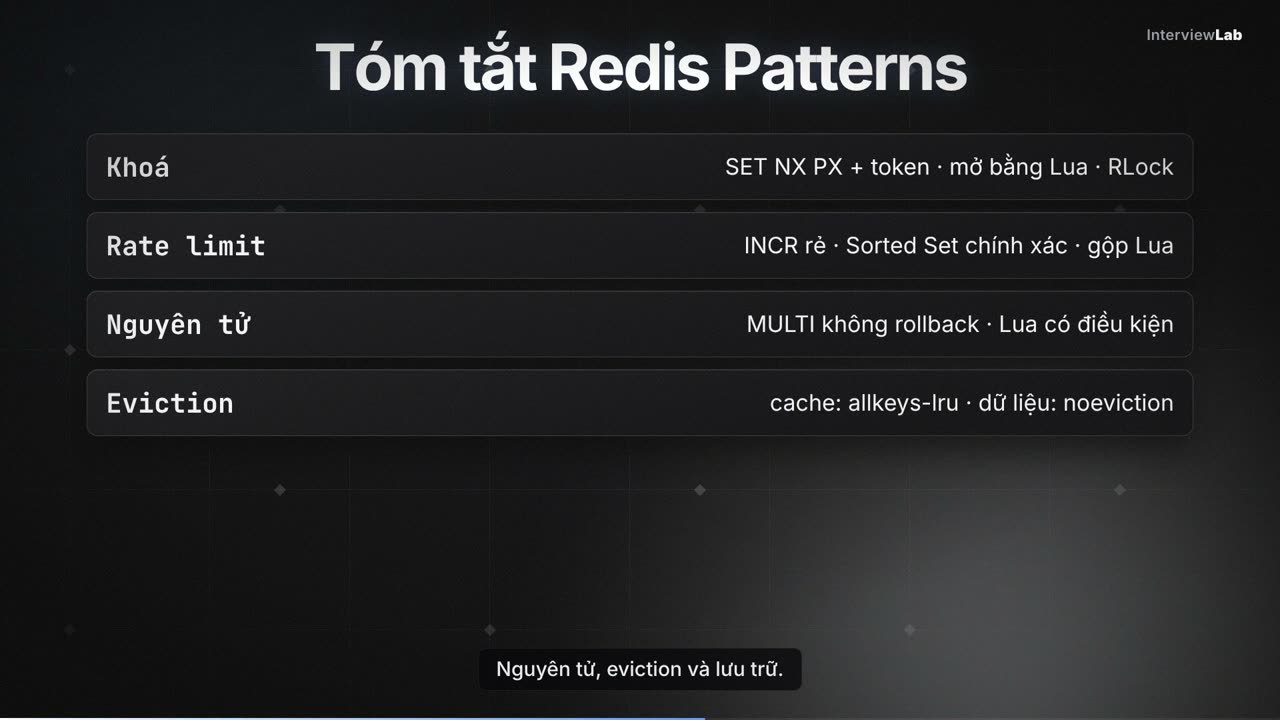 InterviewLab
Tóm tắt Redis Patterns
Khoá
SET NX PX + token · mở bằng Lua · RLock
Rate limit
INCR rẻ · Sorted Set chính xác · gộp Lua
Nguyên tử
MULTI không rollback · Lua có điều kiện
Eviction
cache: allkeys-lru · dữ liệu: noeviction
Nguyên tử, eviction và lưu trữ.